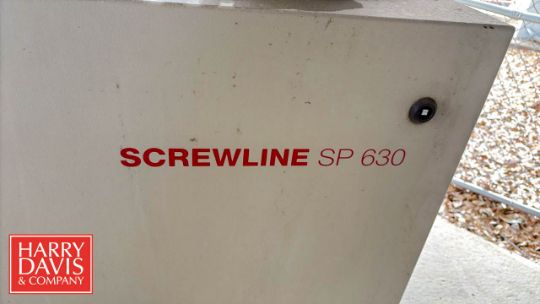 SCREWLINE SP 630
HARRY
DAVIS
& COMPANY